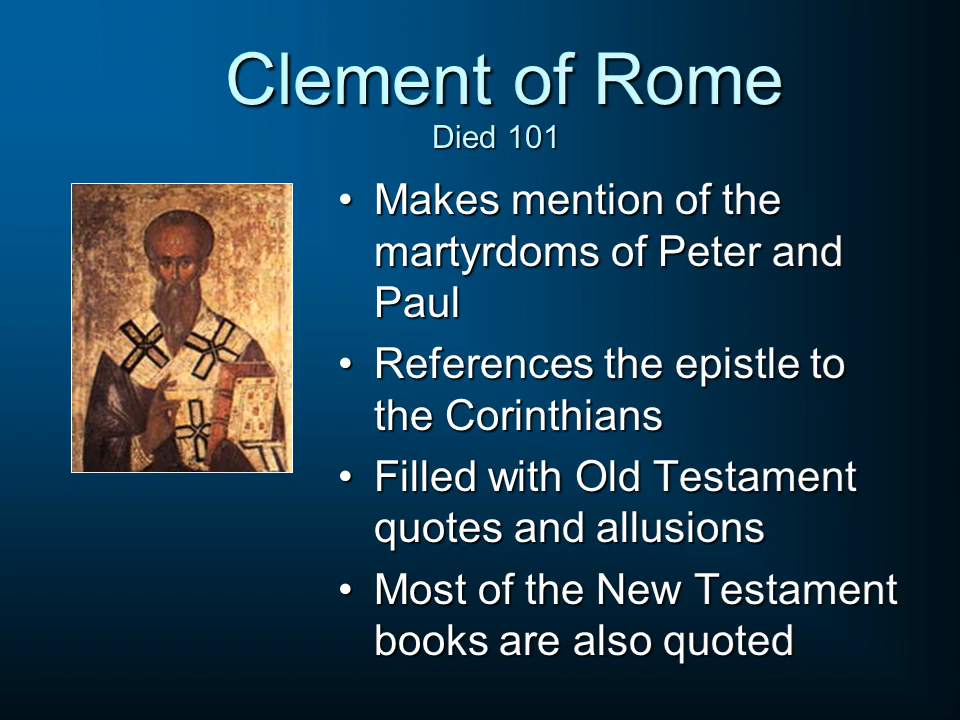 Clement of Rome
Died 101
• Makes mention of the
martyrdoms of Peter and
Paul
• References the epistle to
the Corinthians
• Filled with Old Testament
quotes and allusions
• Most of the New Testament
books are also quoted